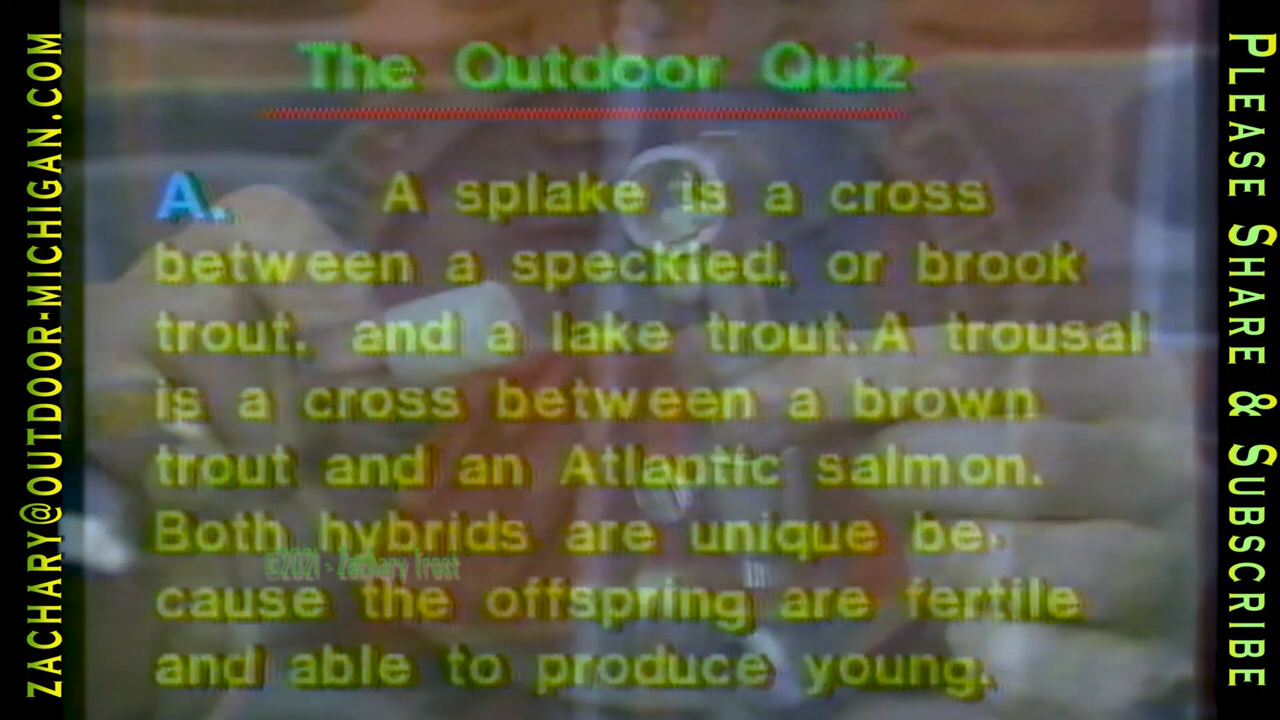 The Outdoor Quiz
A. A splake is a cross
between a speckled, or brook
trout, and a lake trout. A trousal
is a cross between a brown
trout and an Atlantic salmon.
Both hybrids are unique be-
cause the offspring are fertile
and able to produce young.
©2021 - Zachary Trost
ZACHARY@OUTDOOR-MICHIGAN.COM
PLEASE SHARE & SUBSCRIBE